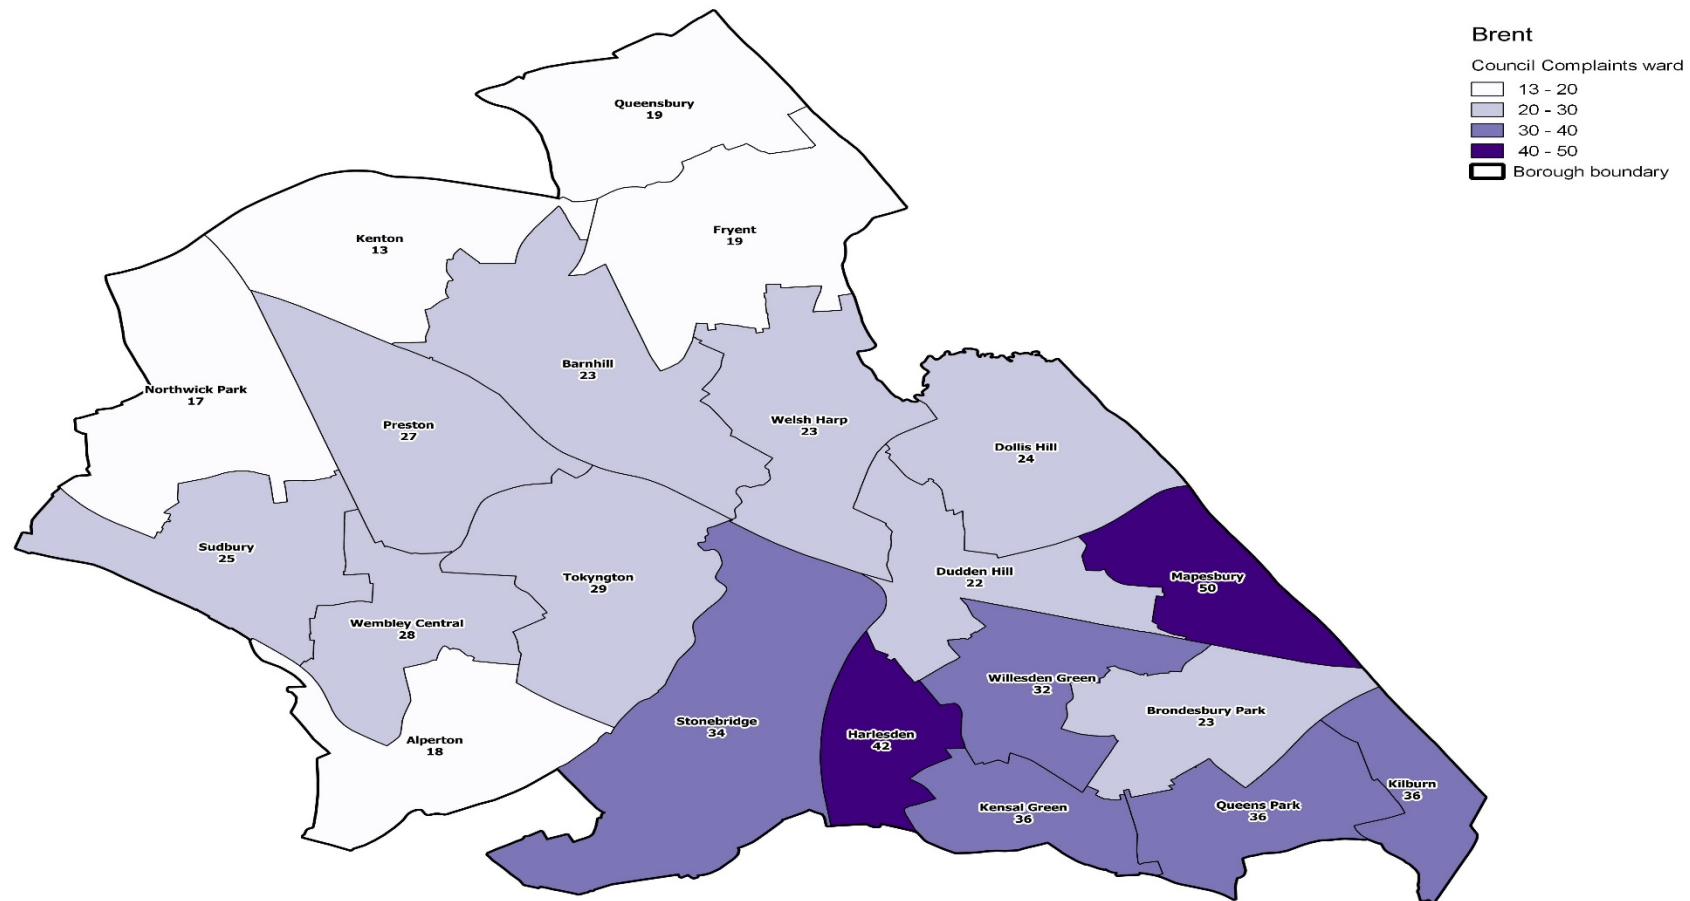 Brent
Council Complaints ward
13 - 20
20 - 30
30 - 40
40 - 50
Borough boundary
Queensbury
19
Fryent
19
Kenton
13
Barnhill
23
Northwick Park
17
Preston
27
Welsh Harp
23
Dollis Hill
24
Sudbury
25
Tokyngton
29
Dudden Hill
22
Mapesbury
50
Wembley Central
28
Willesden Green
32
Brondesbury Park
23
Stonebridge
34
Harlesden
42
Alperton
18
Kensal Green
36
Queens Park
36
Kilburn
36